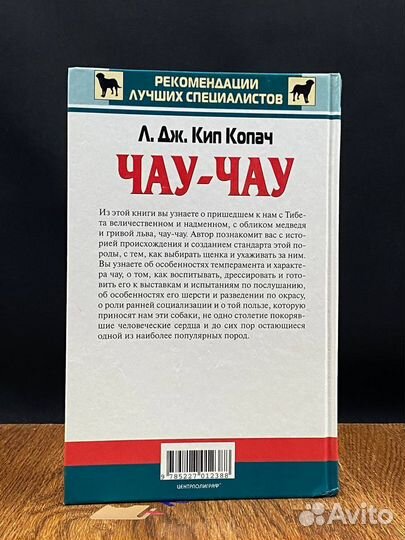 РЕКОМЕНДАЦИИ
ЛУЧШИХ СПЕЦИАЛИСТОВ
Л. Дж. Кип Копач
ЧАУ-ЧАУ
Из этой книги вы узнаете о пришедшем к нам с Тибе-
та величественном и надменном, с обликом медведя
и гривой льва, чау-чау. Автор познакомит вас с исто-
рией происхождения и созданием стандарта этой по-
роды, с тем, как выбирать щенка и ухаживать за ним.
Вы узнаете об особенностях темперамента и характе-
ра чау, о том, как воспитывать, дрессировать и гото-
вить его к выставкам и испытаниям по послушанию,
об особенностях его шерсти и разведении по окрасу,
о роли ранней социализации и о той пользе, которую
приносят нам эти собаки, не одно столетие покоряв-
шие человеческие сердца и до сих пор остающиеся
одной из наиболее популярных пород.
9 785227 012388
ЦЕНТРПОЛИГРАФ
Avito